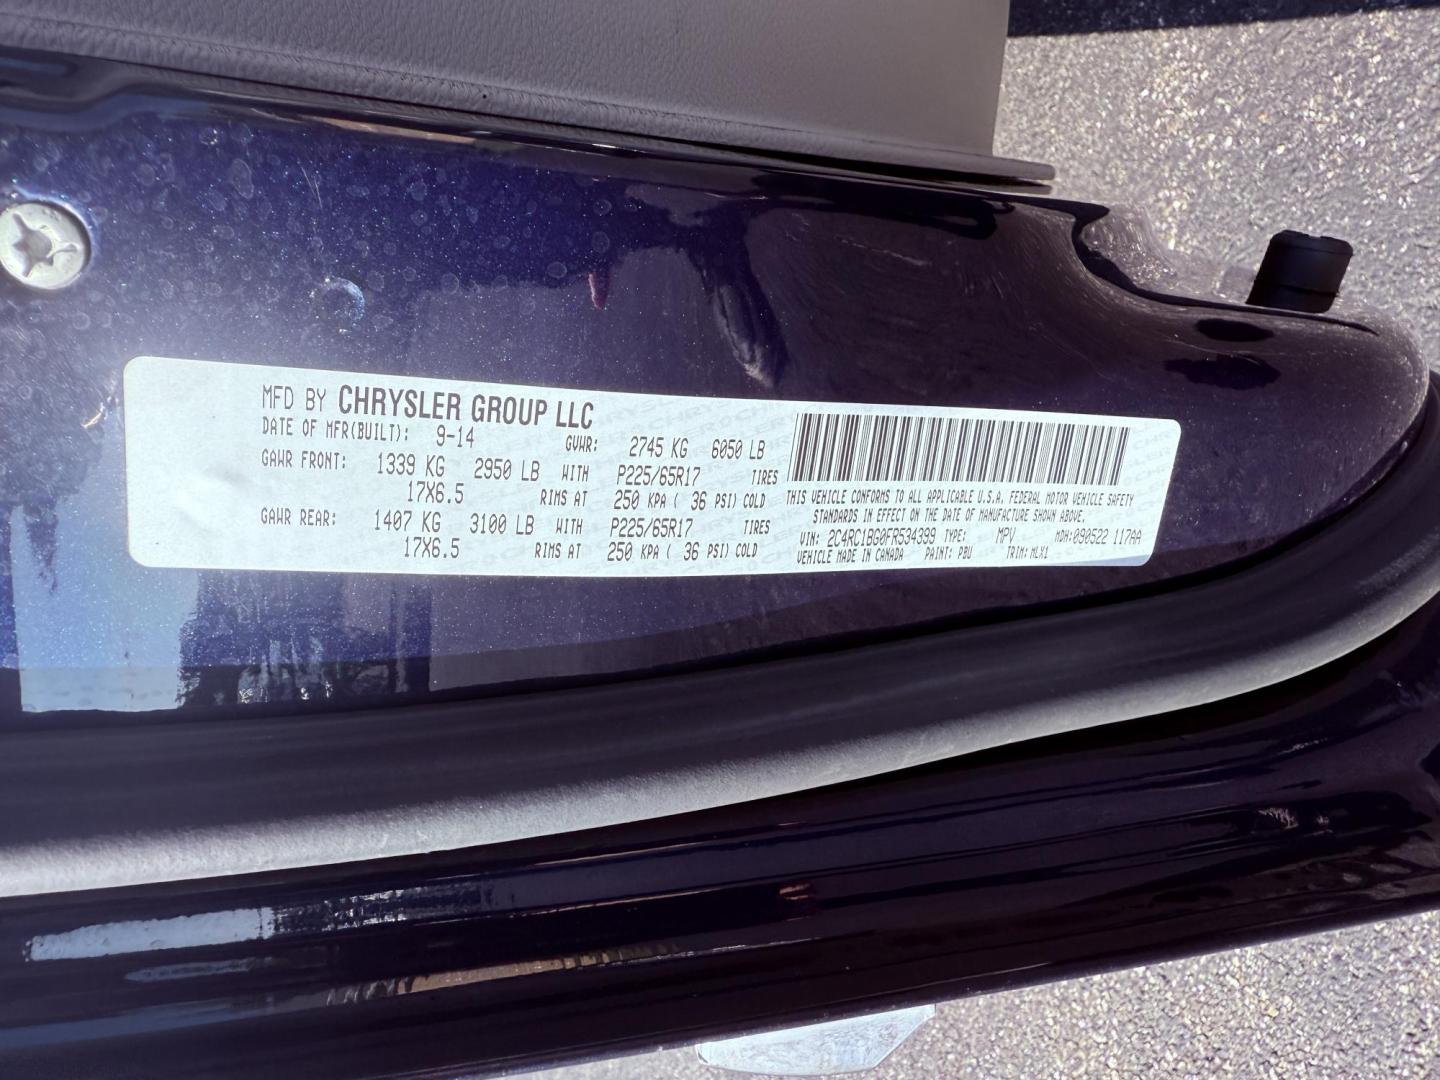 MFD BY CHRYSLER GROUP LLC
DATE OF MFR(BUILT): 9-14 GVWR: 2745 KG 6050 LB
GAWR FRONT: 1339 KG 2950 LB WITH P225/65R17 TIRES
17X6.5 RIMS AT 250 KPA ( 36 PSI) COLD
GAWR REAR: 1407 KG 3100 LB WITH P225/65R17 TIRES
17X6.5 RIMS AT 250 KPA ( 36 PSI) COLD
THIS VEHICLE CONFORMS TO ALL APPLICABLE U.S.A. FEDERAL MOTOR VEHICLE SAFETY
STANDARDS IN EFFECT ON THE DATE OF MANUFACTURE SHOWN ABOVE.
VIN: 2C4RC1BG0FR534399 TYPE: MPV MDH:090522 117AA
VEHICLE MADE IN CANADA PAINT: PBU TRIM: MLX1